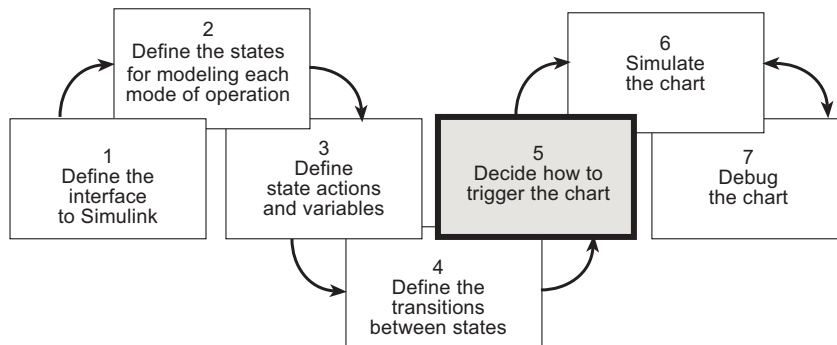 1
Define the
interface
to Simulink
2
Define the states
for modeling each
mode of operation
3
Define
state actions
and variables
4
Define the
transitions
between states
5
Decide how to
trigger the chart
6
Simulate
the chart
7
Debug
the chart